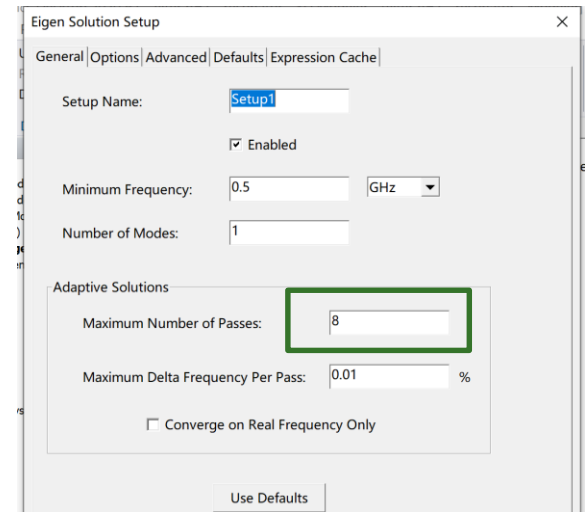 Eigen Solution Setup
General Options Advanced Defaults Expression Cache
Setup Name: Setup1
Enabled
Minimum Frequency: 0.5 GHz
Number of Modes: 1
Adaptive Solutions
Maximum Number of Passes: 8
Maximum Delta Frequency Per Pass: 0.01 %
Converge on Real Frequency Only
Use Defaults